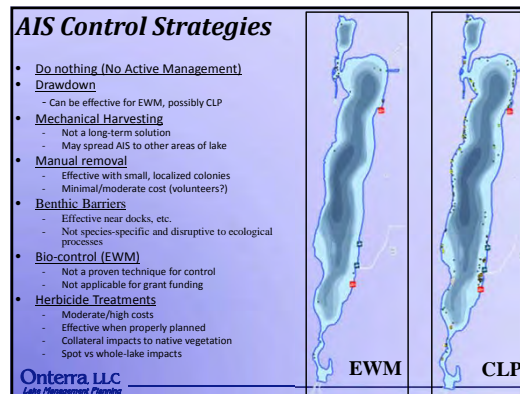 AIS Control Strategies
• Do nothing (No Active Management)
• Drawdown
- Can be effective for EWM, possibly CLP
• Mechanical Harvesting
- Not a long-term solution
- May spread AIS to other areas of lake
• Manual removal
- Effective with small, localized colonies
- Minimal/moderate cost (volunteers?)
• Benthic Barriers
- Effective near docks, etc.
- Not species-specific and disruptive to ecological
processes
• Bio-control (EWM)
- Not a proven technique for control
- Not applicable for grant funding
• Herbicide Treatments
- Moderate/high costs
- Effective when properly planned
- Collateral impacts to native vegetation
- Spot vs whole-lake impacts
Onterra LLC
Lake Management Planning
EWM
CLP